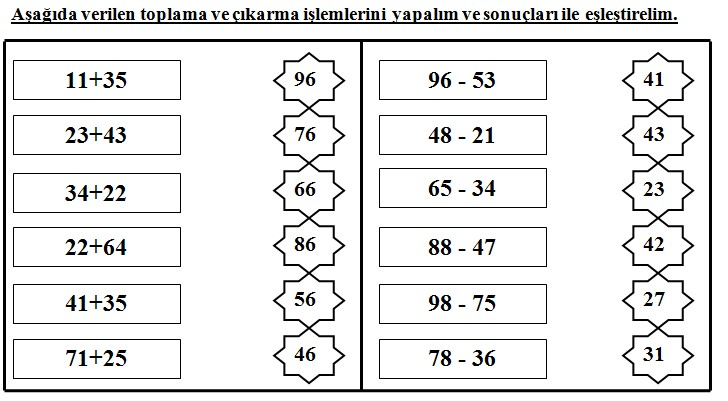 Aşağıda verilen toplama ve çıkarma işlemlerini yapalım ve sonuçları ile eşleştirelim.
11+35 96 96 - 53 41
23+43 76 48 - 21 43
34+22 66 65 - 34 23
22+64 86 88 - 47 42
41+35 56 98 - 75 27
71+25 46 78 - 36 31